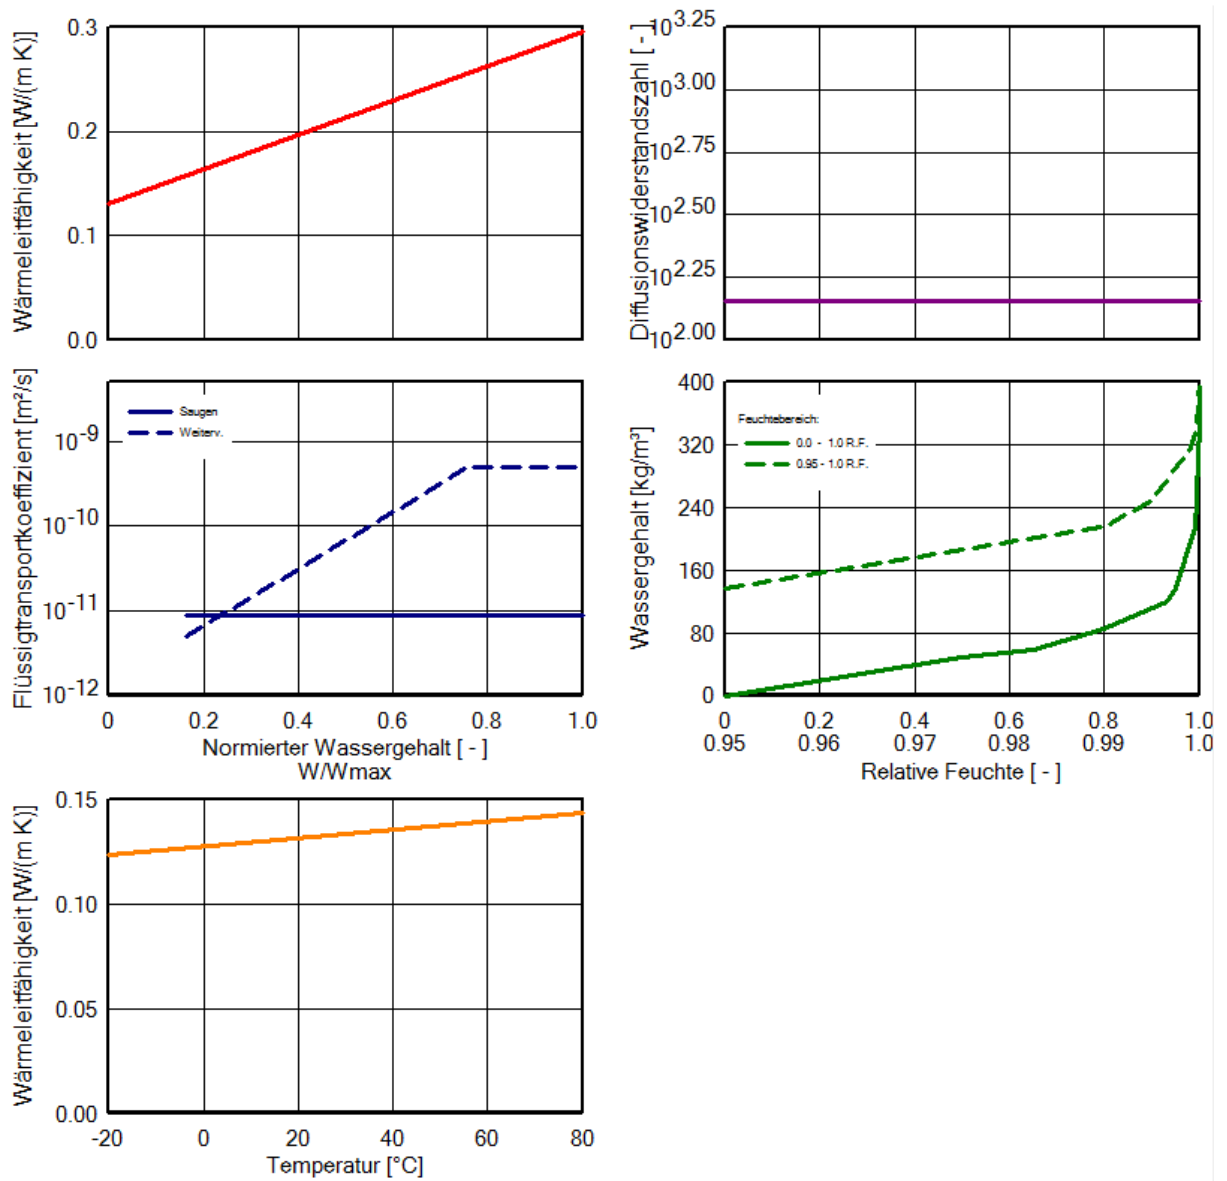 Wärmeleitfähigkeit [W/(m K)]
0.3
0.2
0.1
0.0
Diffusionswiderstandszahl [ - ]
10^3.25
10^3.00
10^2.75
10^2.50
10^2.25
10^2.00
Flüssigtransportkoeffizient [m²/s]
10^-9
10^-10
10^-11
10^-12
Saugen
Weiterv.
0 0.2 0.4 0.6 0.8 1.0
Normierter Wassergehalt [ - ]
W/Wmax
Wassergehalt [kg/m³]
400
320
240
160
80
0
Feuchtebereich:
0.0 - 1.0 R.F.
0.95 - 1.0 R.F.
0 0.2 0.4 0.6 0.8 1.0
0.95 0.96 0.97 0.98 0.99 1.0
Relative Feuchte [ - ]
Wärmeleitfähigkeit [W/(m K)]
0.15
0.10
0.05
0.00
-20 0 20 40 60 80
Temperatur [°C]